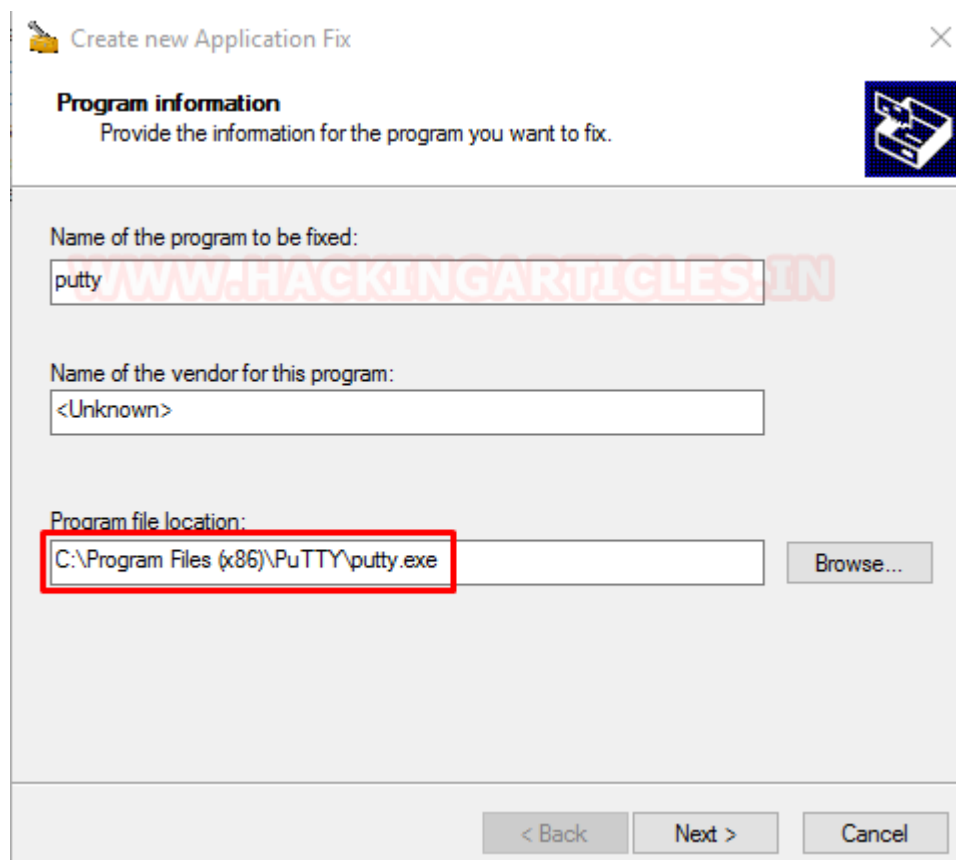 Create new Application Fix
Program information
Provide the information for the program you want to fix.
Name of the program to be fixed:
WWW.HACKINGARTICLES.IN
putty
Name of the vendor for this program:
<Unknown>
Program file location:
C:\Program Files (x86)\PuTTY\putty.exe
Browse...
< Back
Next >
Cancel